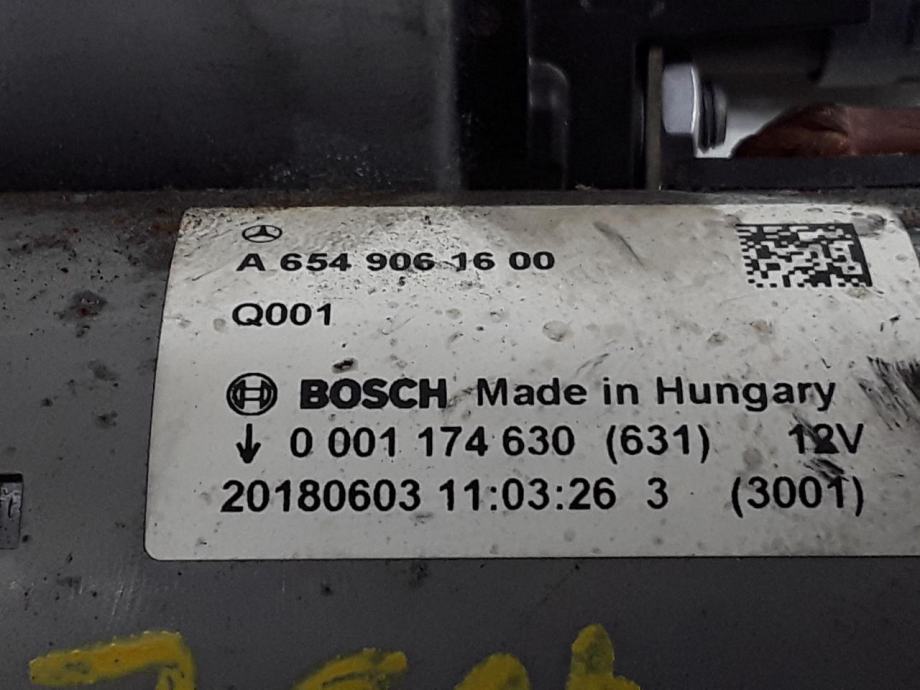 A 654 906 16 00
Q001
BOSCH Made in Hungary
0 001 174 630 (631) 12V
20180603 11:03:26 3 (3001)